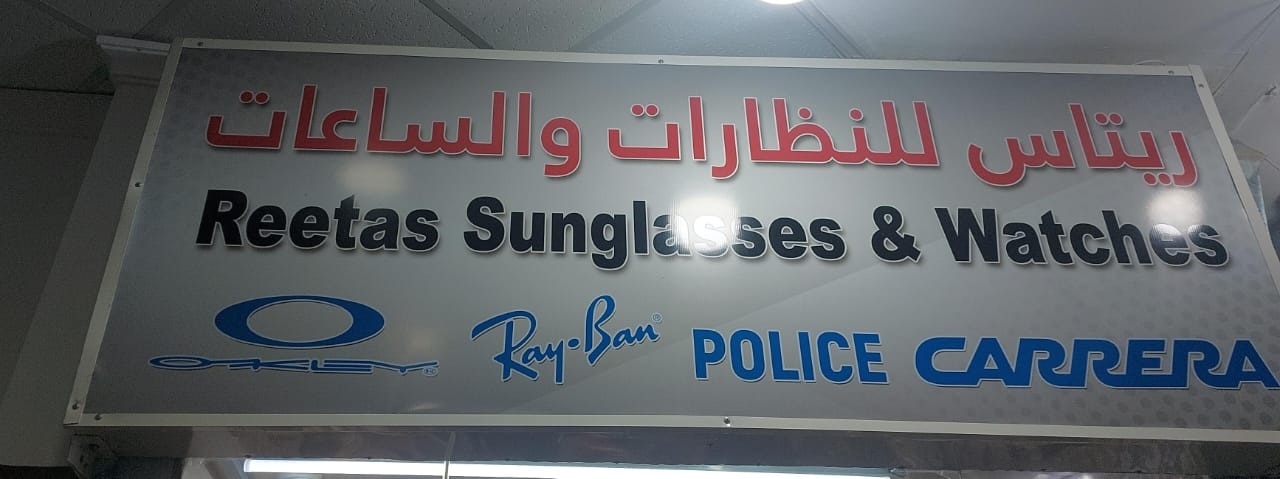 ريتاس للنظارات والساعات
Reetas Sunglasses & Watches
OAKLEY® Ray·Ban® POLICE CARRERA